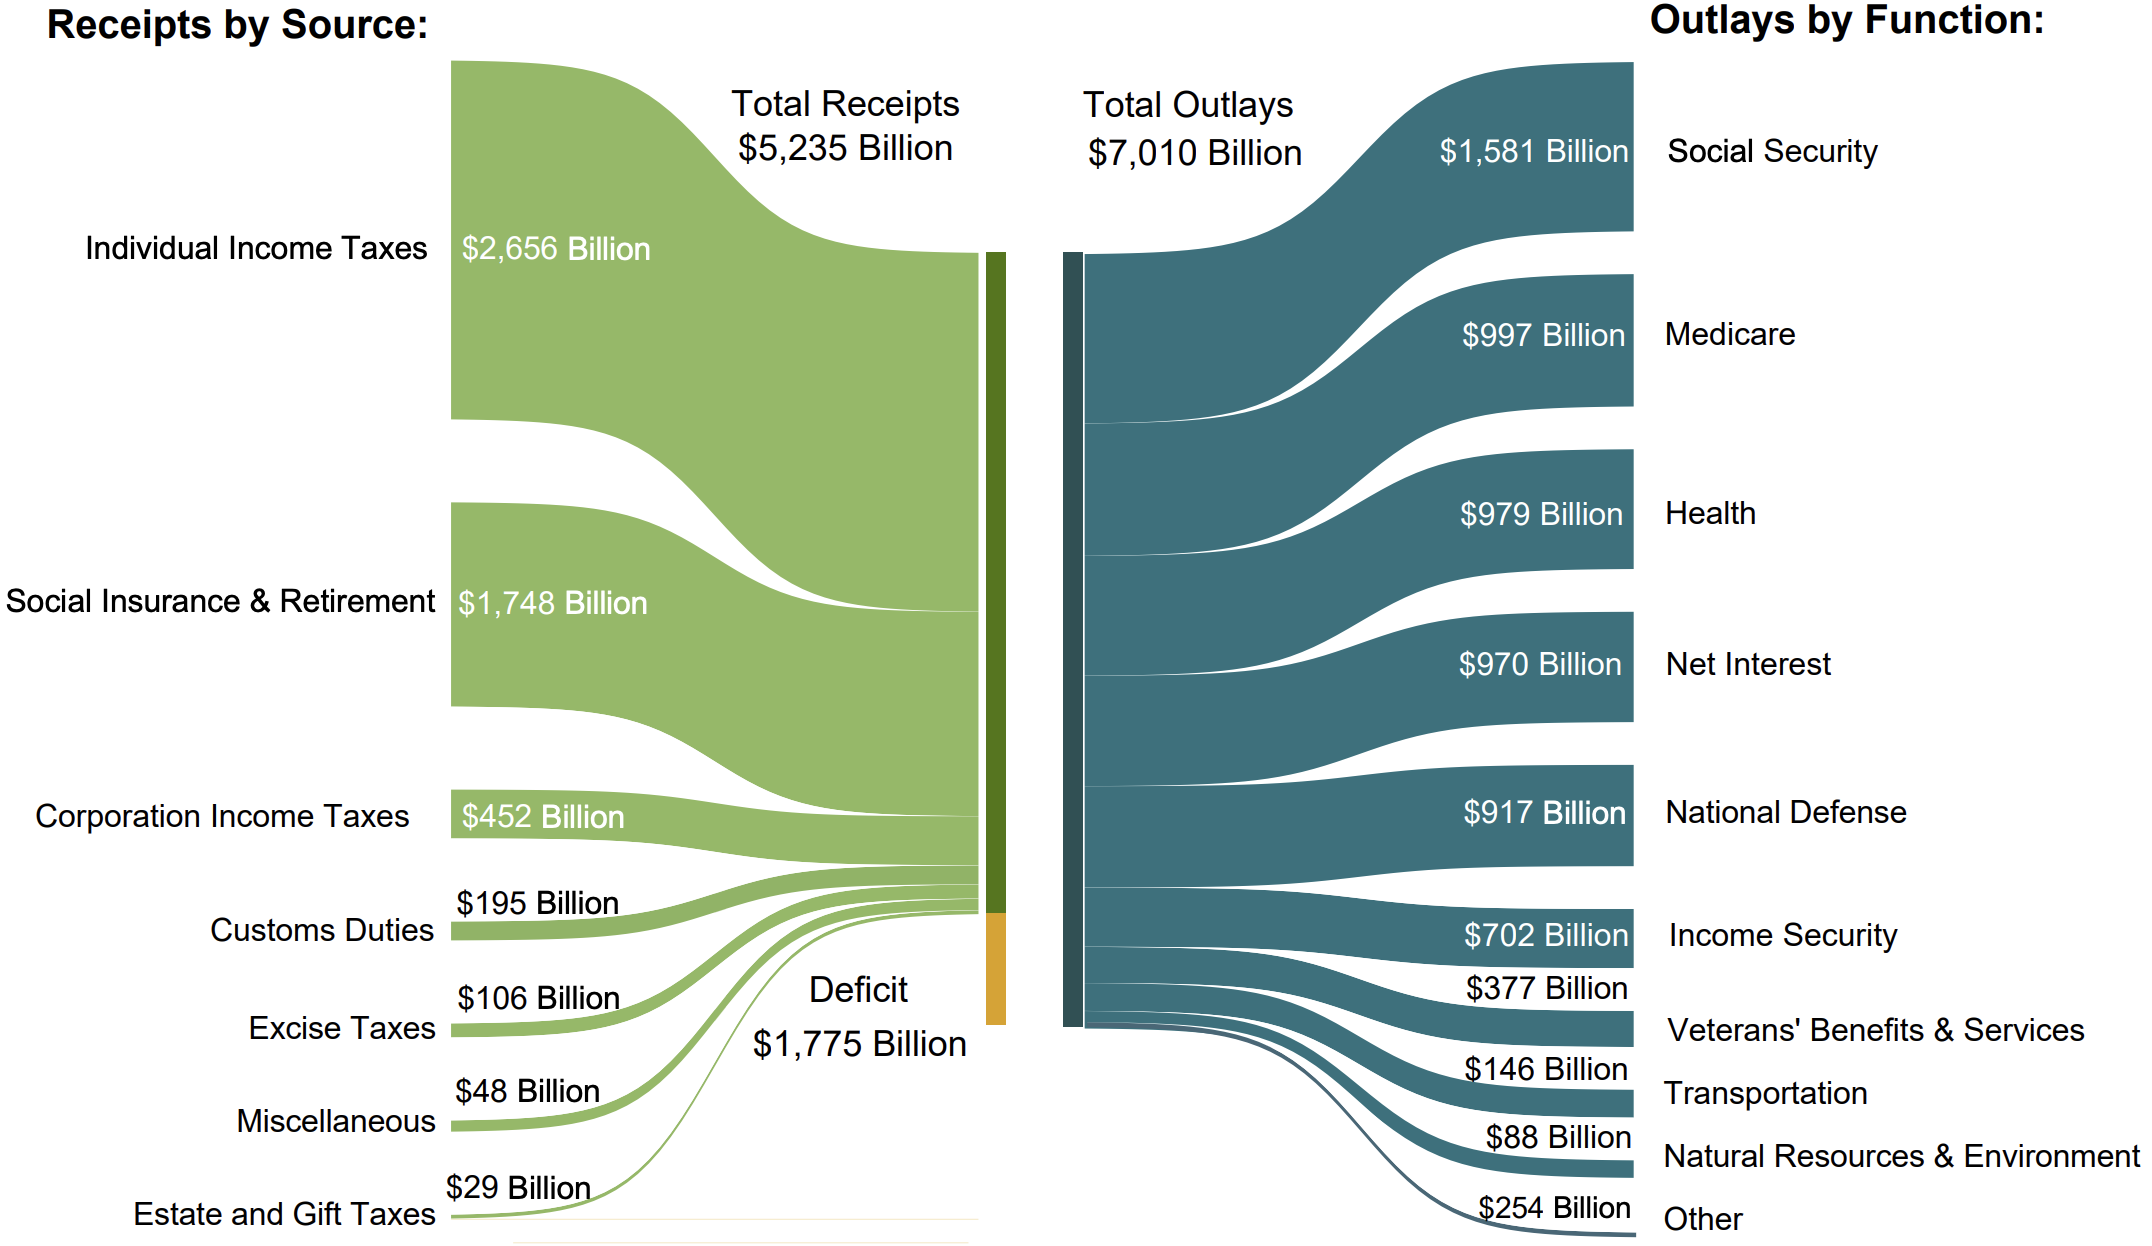 Receipts by Source:
Total Receipts
$5,235 Billion
Individual Income Taxes $2,656 Billion
Social Insurance & Retirement $1,748 Billion
Corporation Income Taxes $452 Billion
$195 Billion
Customs Duties
$106 Billion
Excise Taxes
$48 Billion
Miscellaneous
$29 Billion
Estate and Gift Taxes
Deficit
$1,775 Billion
Outlays by Function:
Total Outlays
$7,010 Billion
$1,581 Billion Social Security
$997 Billion Medicare
$979 Billion Health
$970 Billion Net Interest
$917 Billion National Defense
$702 Billion Income Security
$377 Billion
Veterans' Benefits & Services
$146 Billion
Transportation
$88 Billion
Natural Resources & Environment
$254 Billion
Other